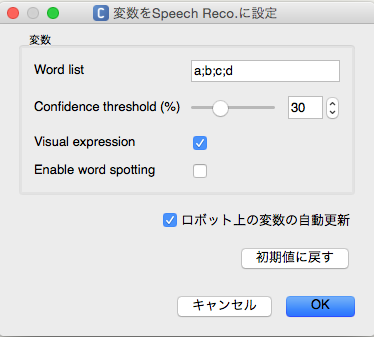 変数をSpeech Reco.に設定
変数
Word list
a;b;c;d
Confidence threshold (%)
30
Visual expression
Enable word spotting
ロボット上の変数の自動更新
初期値に戻す
キャンセル
OK